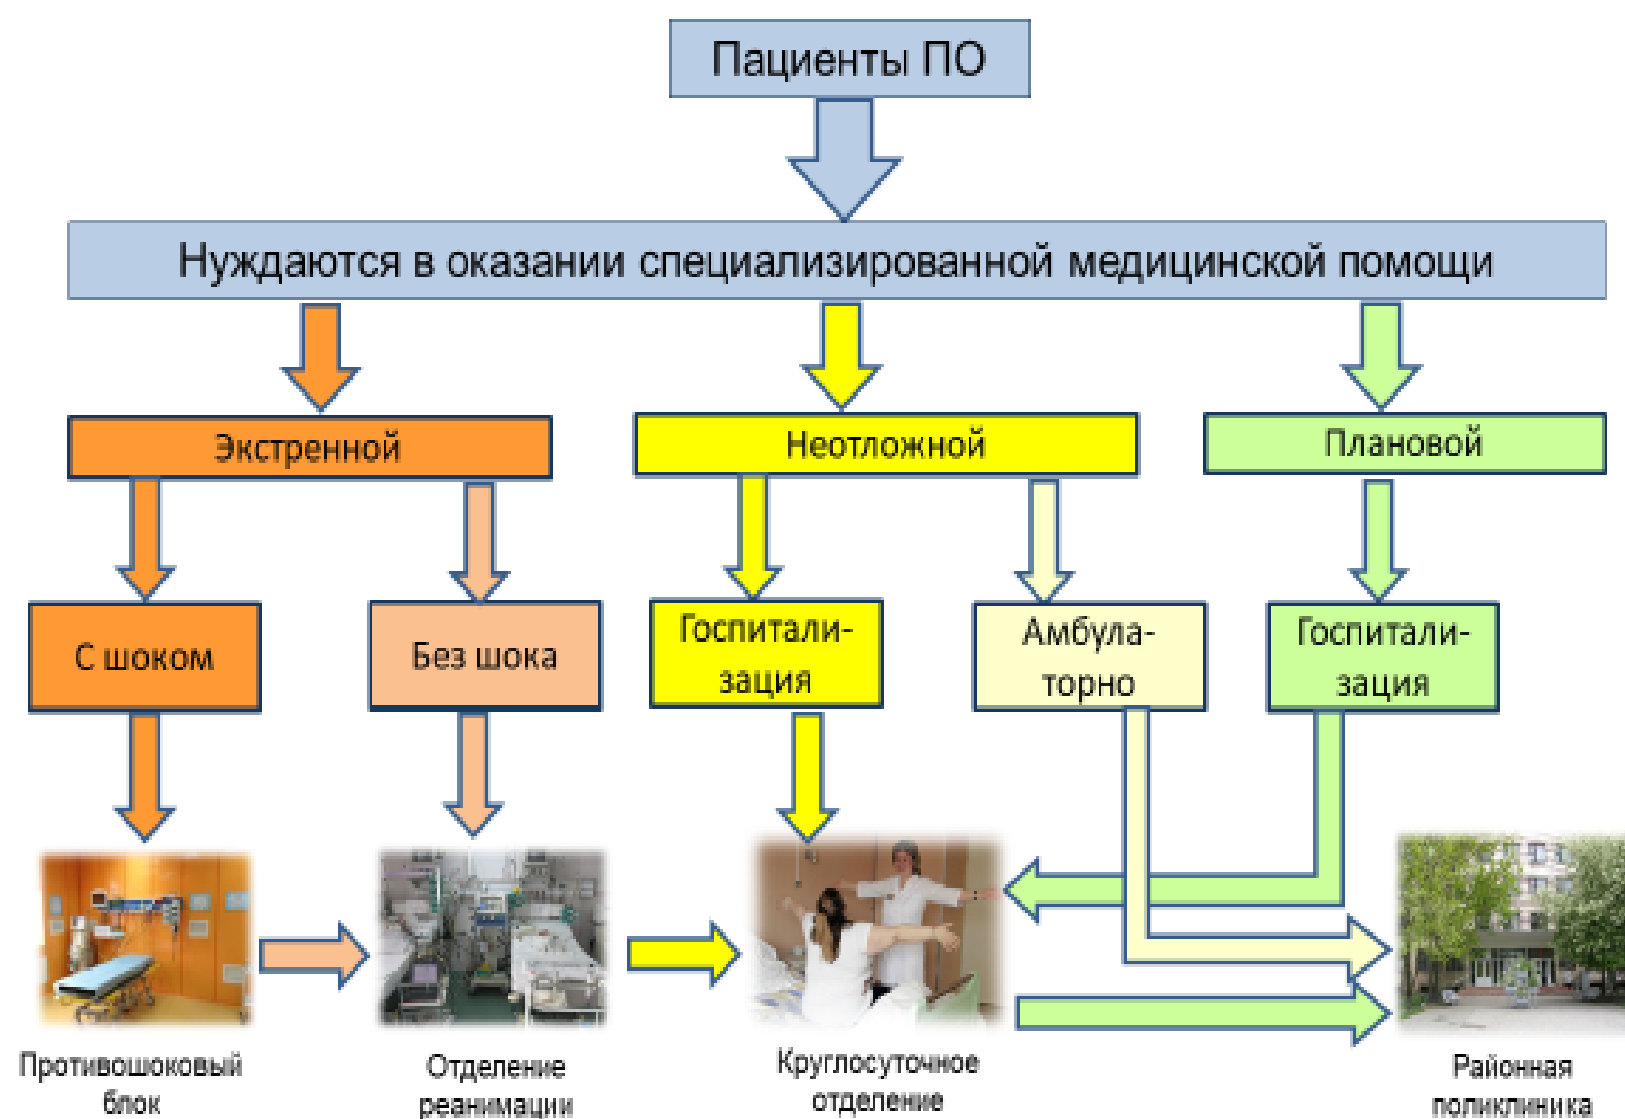 Пациенты ПО
Нуждаются в оказании специализированной медицинской помощи
Экстренной
Неотложной
Плановой
С шоком
Без шока
Госпитали-
зация
Амбула-
торно
Госпитали-
зация
Противошоковый
блок
Отделение
реанимации
Круглосуточное
отделение
Районная
поликлиника